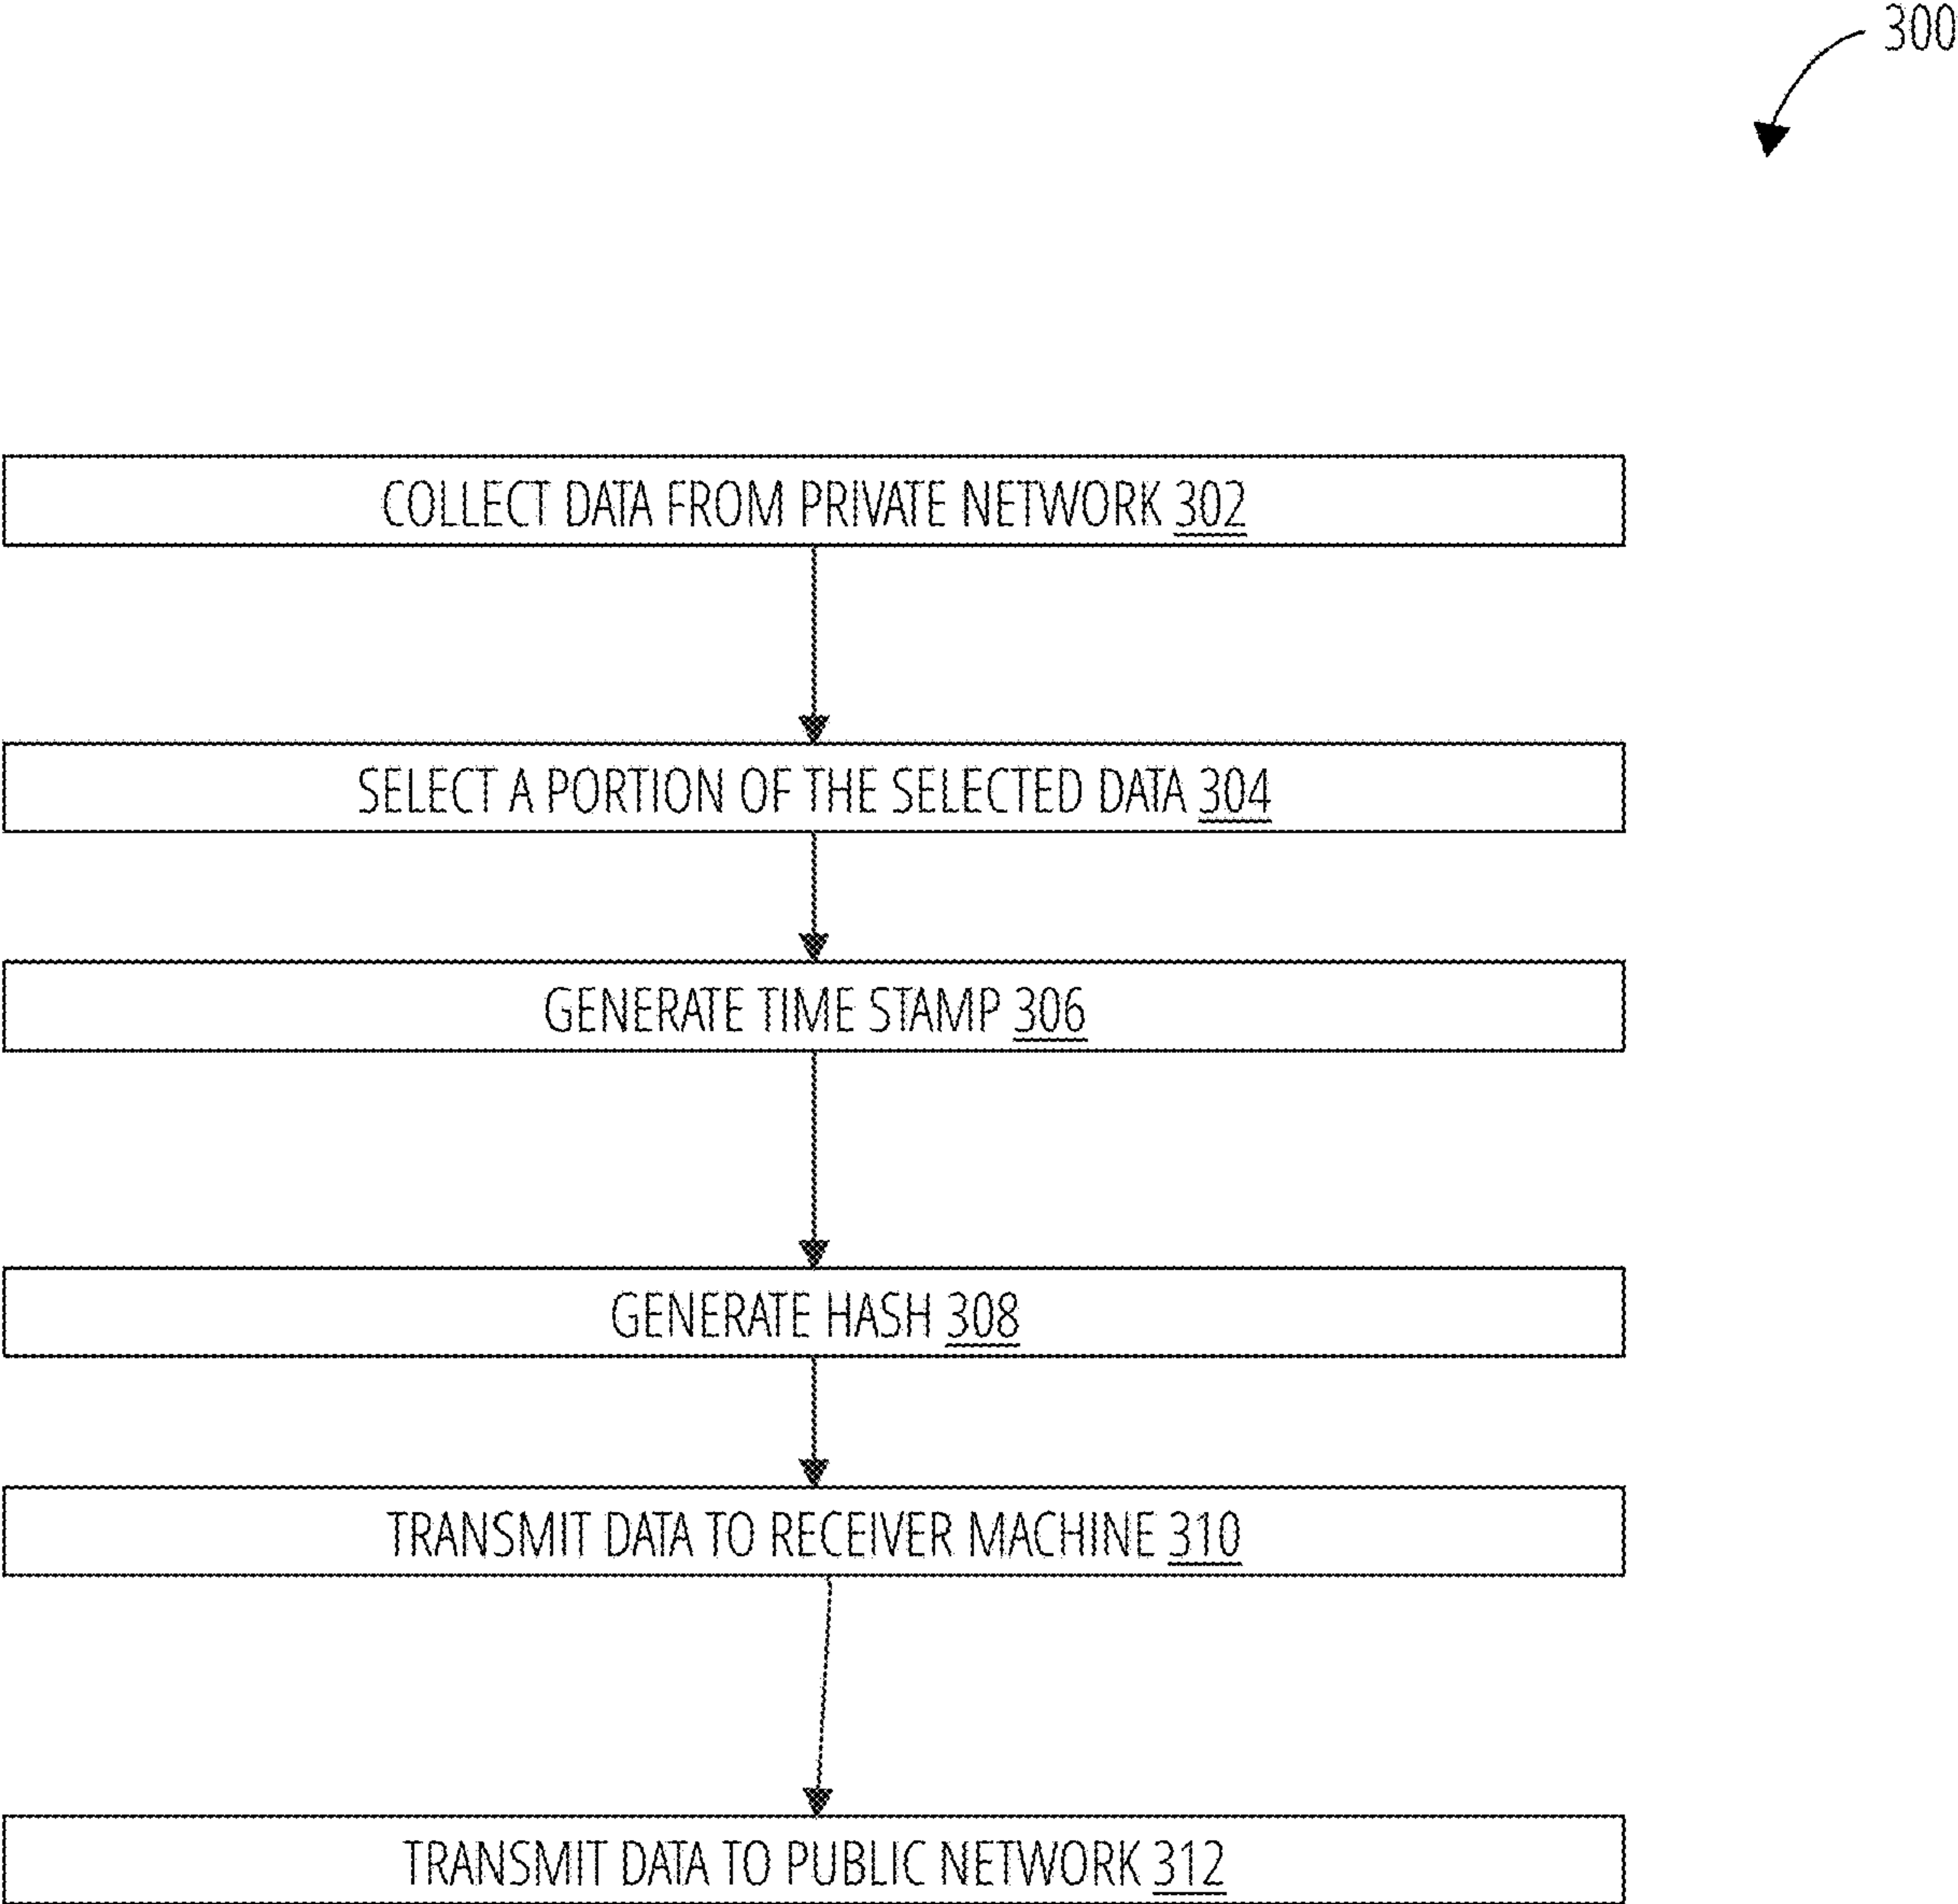 300
COLLECT DATA FROM PRIVATE NETWORK 302
SELECT A PORTION OF THE SELECTED DATA 304
GENERATE TIME STAMP 306
GENERATE HASH 308
TRANSMIT DATA TO RECEIVER MACHINE 310
TRANSMIT DATA TO PUBLIC NETWORK 312